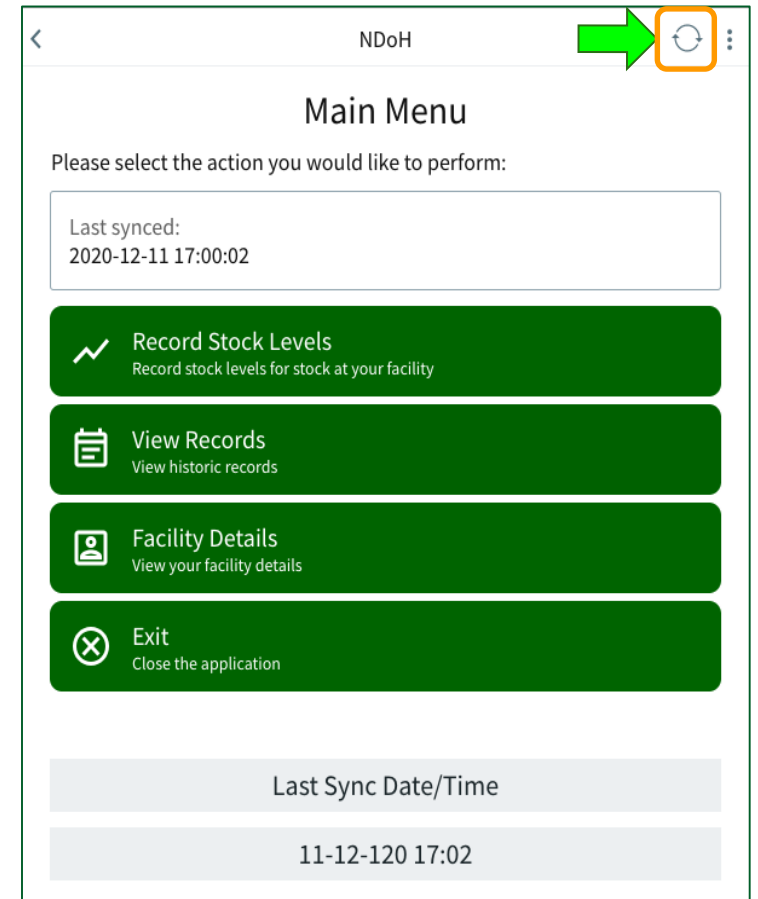 NDoH
Main Menu
Please select the action you would like to perform:
Last synced:
2020-12-11 17:00:02
Record Stock Levels
Record stock levels for stock at your facility
View Records
View historic records
Facility Details
View your facility details
Exit
Close the application
Last Sync Date/Time
11-12-120 17:02